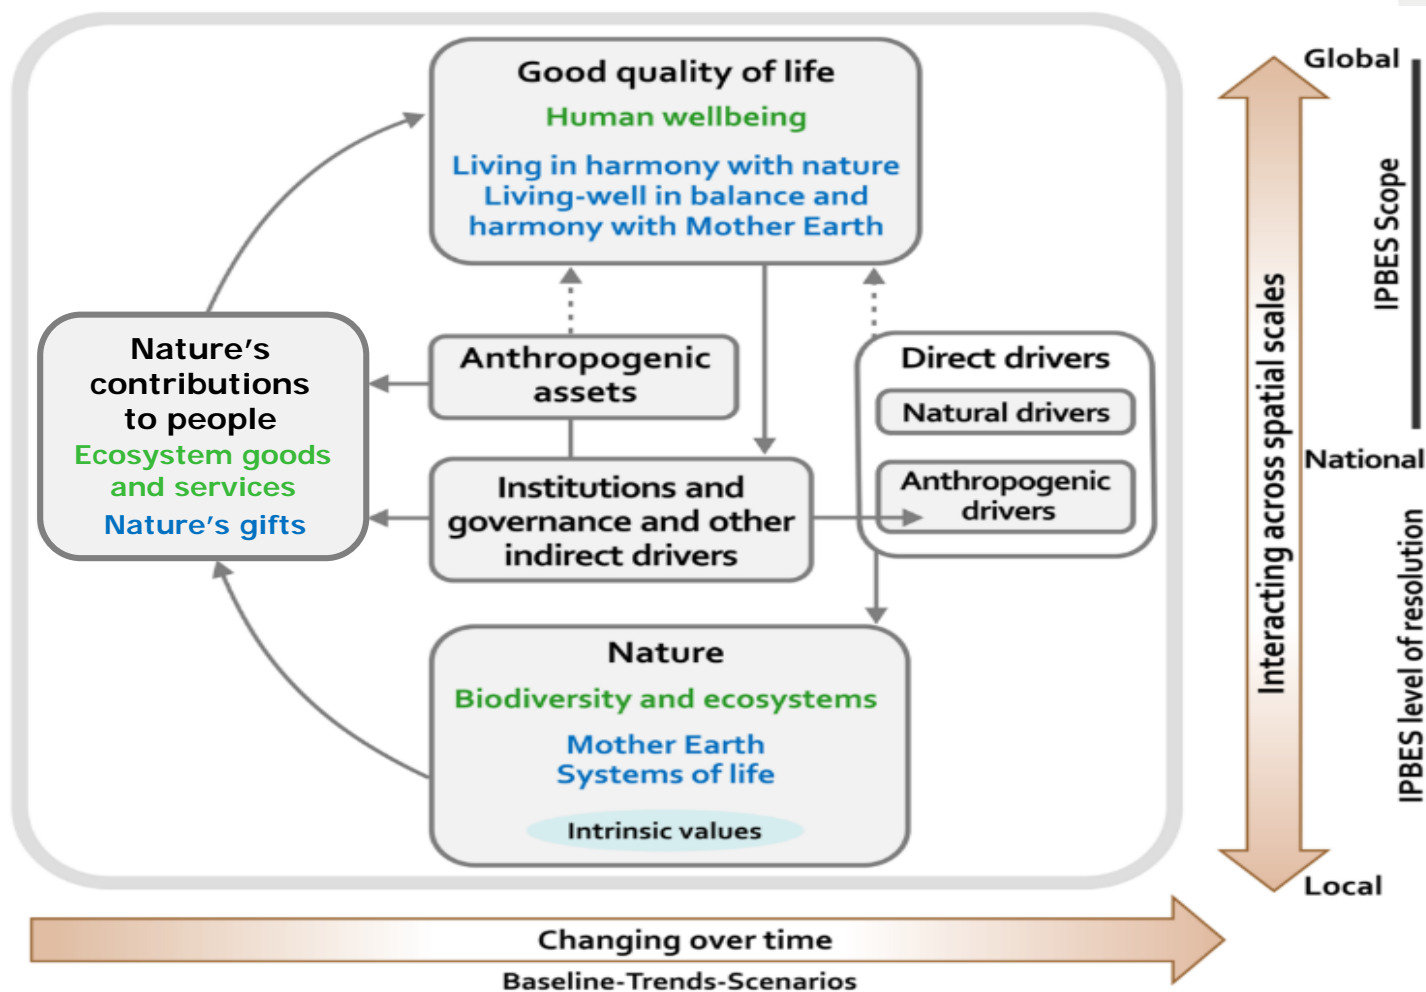 Good quality of life
Human wellbeing
Living in harmony with nature
Living-well in balance and
harmony with Mother Earth
Nature's
contributions
to people
Ecosystem goods
and services
Nature's gifts
Anthropogenic
assets
Institutions and
governance and other
indirect drivers
Direct drivers
Natural drivers
Anthropogenic
drivers
Nature
Biodiversity and ecosystems
Mother Earth
Systems of life
Intrinsic values
Interacting across spatial scales
Global
IPBES Scope
National
IPBES level of resolution
Local
Changing over time
Baseline-Trends-Scenarios